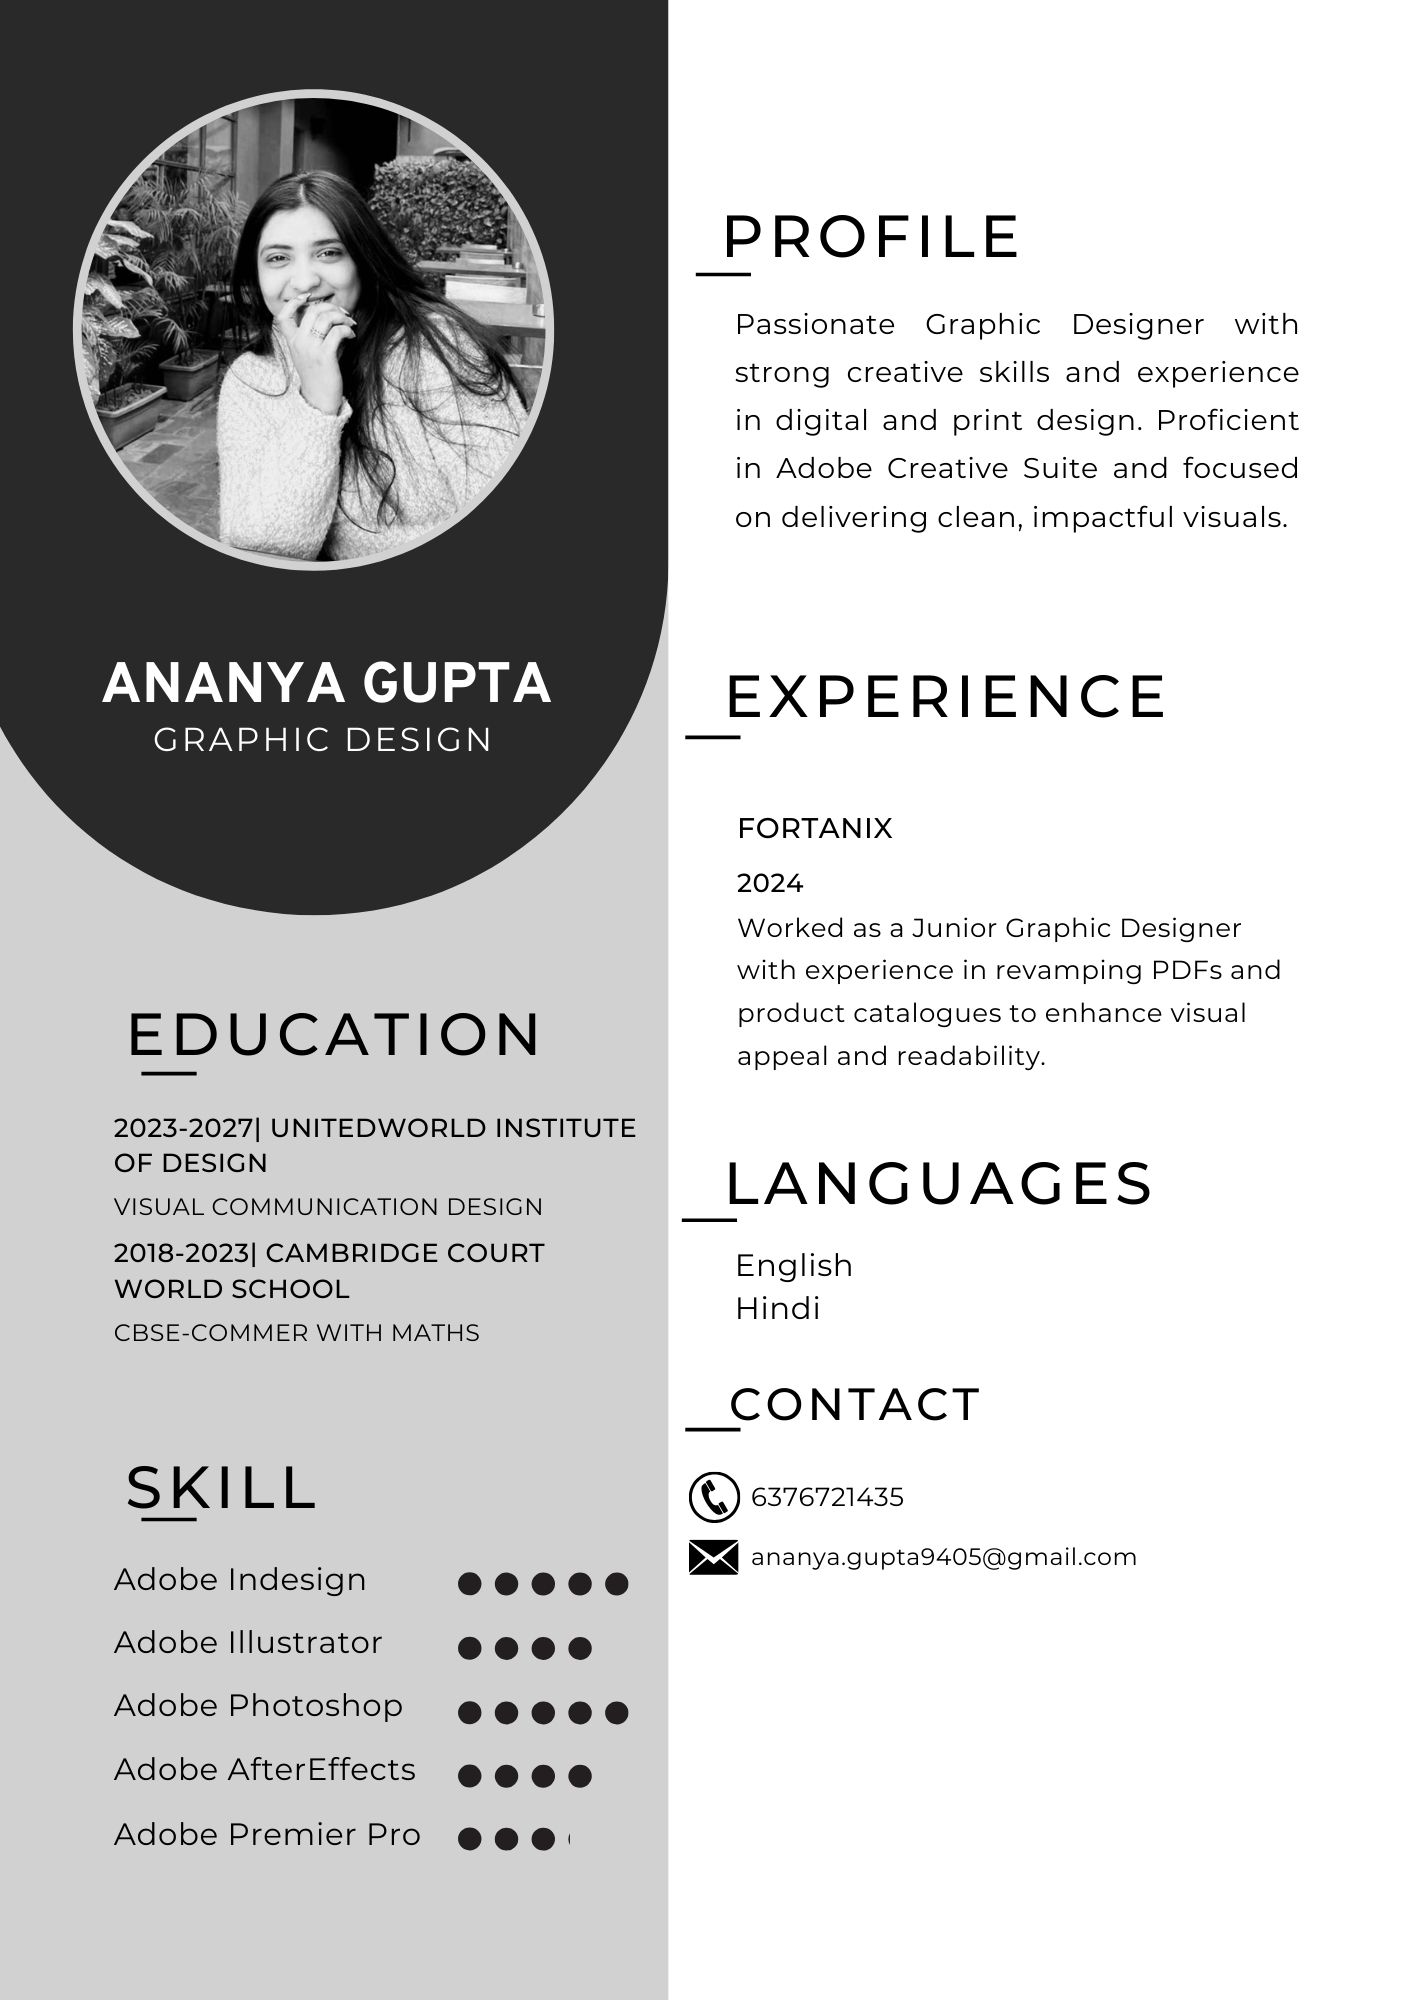 ANANYA GUPTA
GRAPHIC DESIGN
EDUCATION
2023-2027| UNITEDWORLD INSTITUTE
OF DESIGN
VISUAL COMMUNICATION DESIGN
2018-2023| CAMBRIDGE COURT
WORLD SCHOOL
CBSE-COMMER WITH MATHS
SKILL
Adobe Indesign
Adobe Illustrator
Adobe Photoshop
Adobe AfterEffects
Adobe Premier Pro
PROFILE
Passionate Graphic Designer with
strong creative skills and experience
in digital and print design. Proficient
in Adobe Creative Suite and focused
on delivering clean, impactful visuals.
EXPERIENCE
FORTANIX
2024
Worked as a Junior Graphic Designer
with experience in revamping PDFs and
product catalogues to enhance visual
appeal and readability.
LANGUAGES
English
Hindi
CONTACT
6376721435
ananya.gupta9405@gmail.com